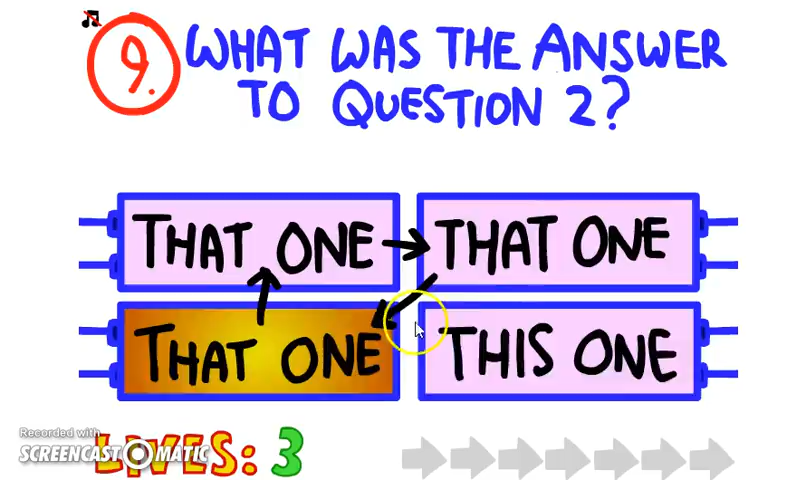 9. WHAT WAS THE ANSWER
TO QUESTION 2?
THAT ONE THAT ONE
THAT ONE THIS ONE
LIVES: 3
Recorded with
SCREENCAST-O-MATIC